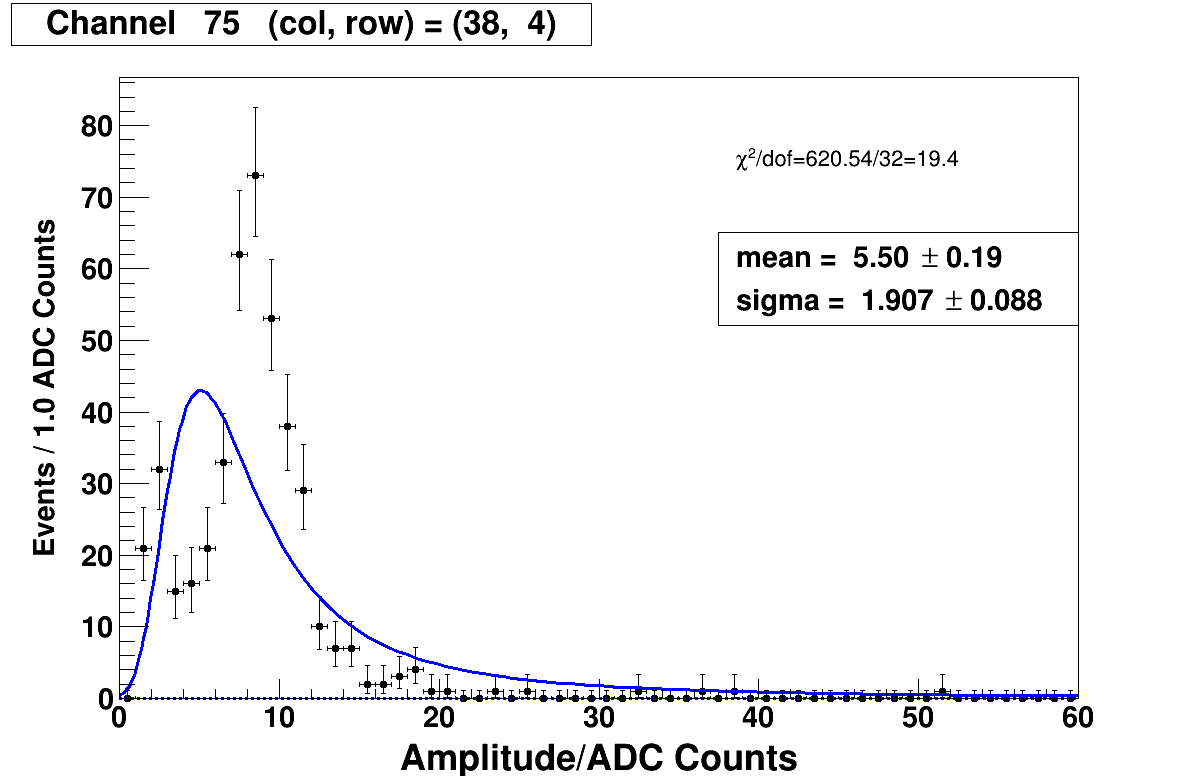 Channel 75 (col, row) = (38, 4)
χ²/dof=620.54/32=19.4
mean = 5.50 ± 0.19
sigma = 1.907 ± 0.088
Events / 1.0 ADC Counts
80
70
60
50
40
30
20
10
0
0 10 20 30 40 50 60
Amplitude/ADC Counts